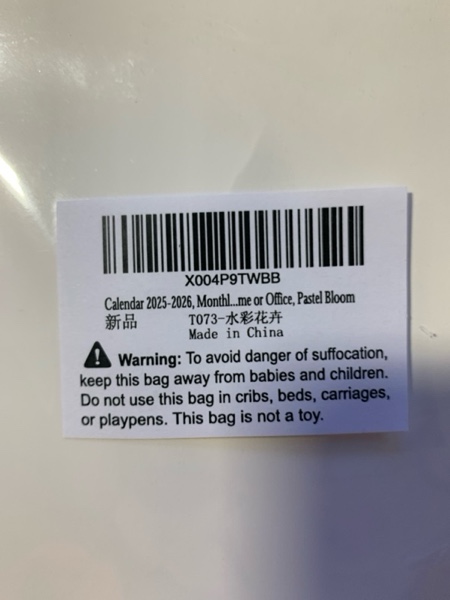 X004P9TWBB
Calendar 2025-2026, Monthl...me or Office, Pastel Bloom
新品 T073-水彩花卉
Made in China
Warning: To avoid danger of suffocation,
keep this bag away from babies and children.
Do not use this bag in cribs, beds, carriages,
or playpens. This bag is not a toy.